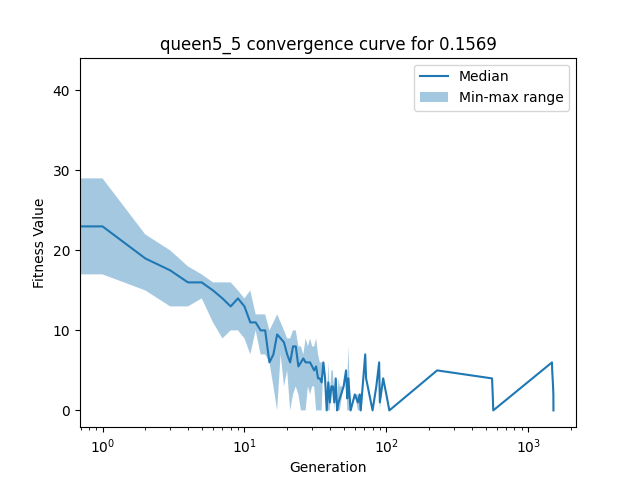 queen5_5 convergence curve for 0.1569
Median
Min-max range
Fitness Value
40
30
20
10
0
10⁰ 10¹ 10² 10³
Generation